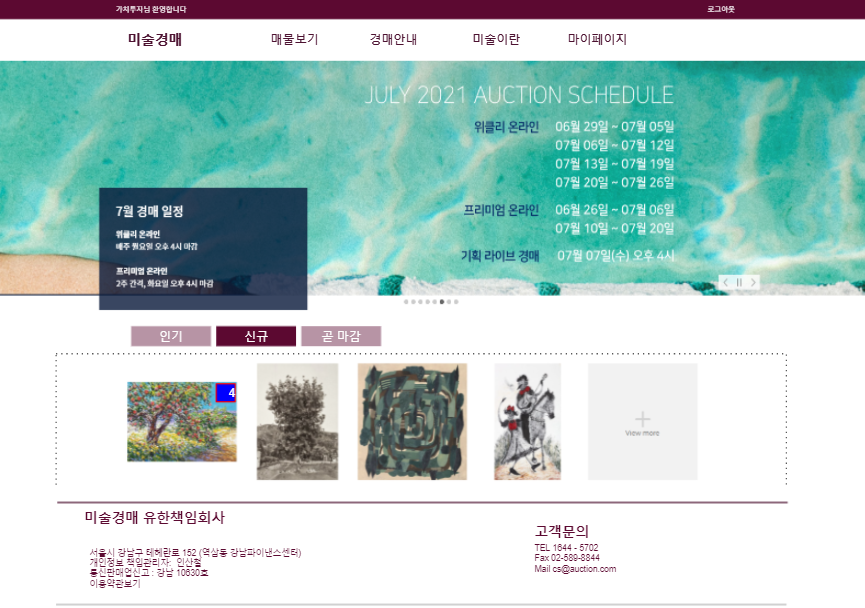 가치투자님 환영합니다
로그아웃
미술경매
매물보기
경매안내
미술이란
마이페이지
JULY 2021 AUCTION SCHEDULE
위클리 온라인 06월 29일 ~ 07월 05일
07월 06일 ~ 07월 12일
07월 13일 ~ 07월 19일
07월 20일 ~ 07월 26일
프리미엄 온라인 06월 26일 ~ 07월 06일
07월 10일 ~ 07월 20일
기획 라이브 경매 07월 07일(수) 오후 4시
7월 경매 일정
위클리 온라인
매주 월요일 오후 4시 마감
프리미엄 온라인
2주 간격, 화요일 오후 4시 마감
인기
신규
곧 마감
4
View more
미술경매 유한책임회사
서울시 강남구 테헤란로 152 (역삼동 강남파이낸스센터)
개인정보 책임관리자: 인산철
통신판매업신고 : 강남 10630호
이용약관보기
고객문의
TEL 1644 - 5702
Fax 02-589-8844
Mail cs@auction.com